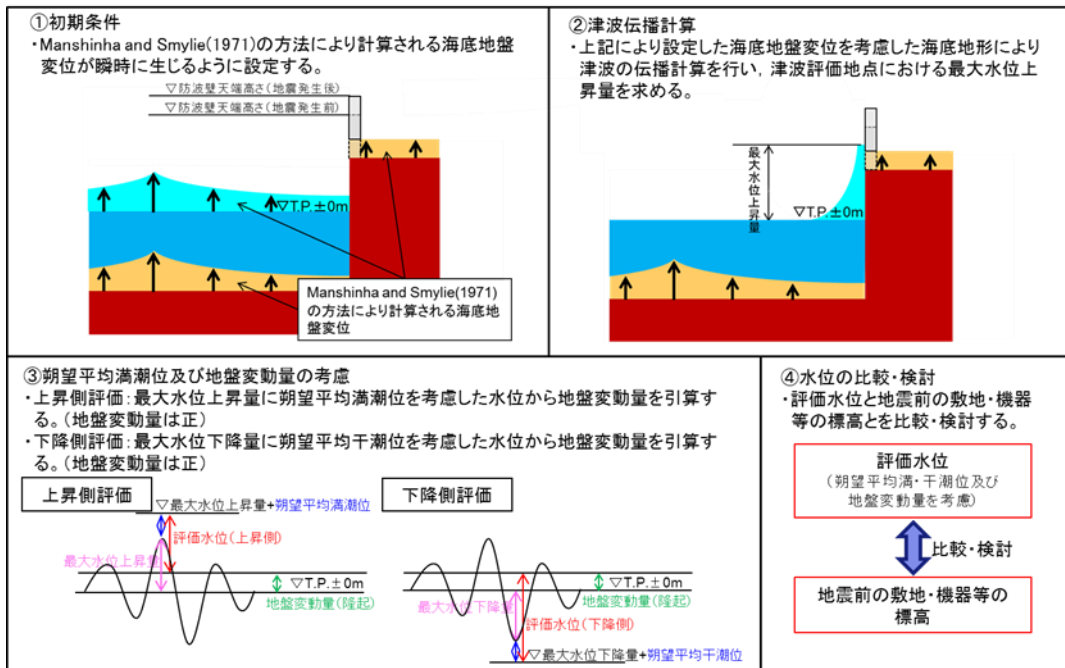 ①初期条件
・Manshinha and Smylie(1971)の方法により計算される海底地盤
変位が瞬時に生じるように設定する。
▽防波壁天端高さ(地震発生後)
▽防波壁天端高さ(地震発生前)
▽T.P.±0m
Manshinha and Smylie(1971)
の方法により計算される海底地
盤変位
②津波伝播計算
・上記により設定した海底地盤変位を考慮した海底地形により
津波の伝播計算を行い，津波評価地点における最大水位上
昇量を求める。
最大水位上昇量
▽T.P.±0m
③朔望平均満潮位及び地盤変動量の考慮
・上昇側評価：最大水位上昇量に朔望平均満潮位を考慮した水位から地盤変動量を引算す
る。(地盤変動量は正)
・下降側評価：最大水位下降量に朔望平均干潮位を考慮した水位から地盤変動量を引算す
る。(地盤変動量は正)
上昇側評価
▽最大水位上昇量+朔望平均満潮位
評価水位(上昇側)
最大水位上昇量
▽T.P.±0m
地盤変動量(隆起)
下降側評価
▽T.P.±0m
地盤変動量(隆起)
最大水位下降量
評価水位(下降側)
▽最大水位下降量+朔望平均干潮位
④水位の比較・検討
・評価水位と地震前の敷地・機器
等の標高とを比較・検討する。
評価水位
(朔望平均満・干潮位及び
地盤変動量を考慮)
比較・検討
地震前の敷地・機器等の
標高